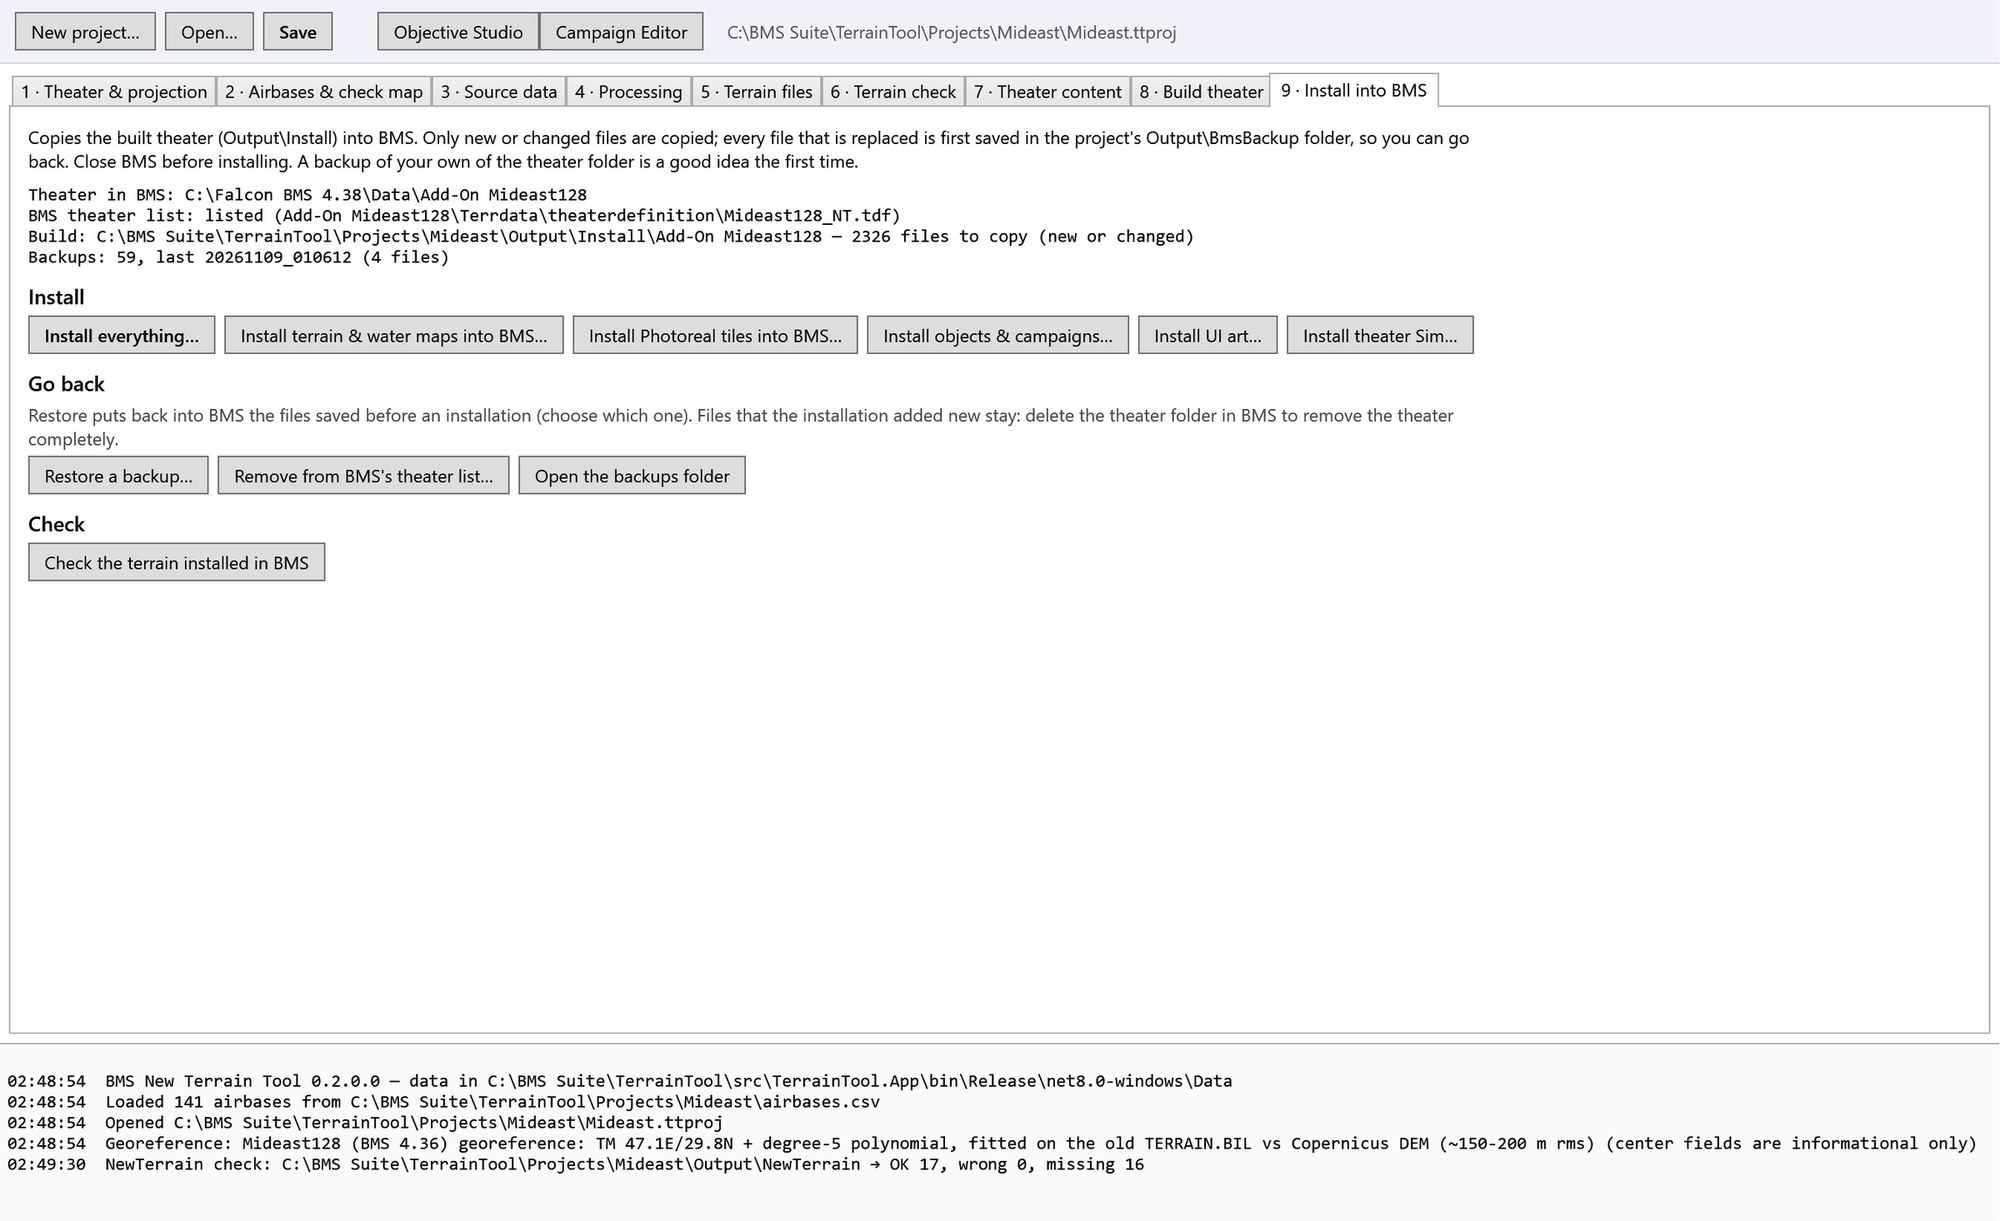 New project... Open... Save Objective Studio Campaign Editor C:\BMS Suite\TerrainTool\Projects\Mideast\Mideast.ttproj
1 · Theater & projection 2 · Airbases & check map 3 · Source data 4 · Processing 5 · Terrain files 6 · Terrain check 7 · Theater content 8 · Build theater 9 · Install into BMS
Copies the built theater (Output\Install) into BMS. Only new or changed files are copied; every file that is replaced is first saved in the project's Output\BmsBackup folder, so you can go
back. Close BMS before installing. A backup of your own of the theater folder is a good idea the first time.
Theater in BMS: C:\Falcon BMS 4.38\Data\Add-On Mideast128
BMS theater list: listed (Add-On Mideast128\Terrdata\theaterdefinition\Mideast128_NT.tdf)
Build: C:\BMS Suite\TerrainTool\Projects\Mideast\Output\Install\Add-On Mideast128 — 2326 files to copy (new or changed)
Backups: 59, last 20261109_010612 (4 files)
Install
Install everything... Install terrain & water maps into BMS... Install Photoreal tiles into BMS... Install objects & campaigns... Install UI art... Install theater Sim...
Go back
Restore puts back into BMS the files saved before an installation (choose which one). Files that the installation added new stay: delete the theater folder in BMS to remove the theater
completely.
Restore a backup... Remove from BMS's theater list... Open the backups folder
Check
Check the terrain installed in BMS
02:48:54 BMS New Terrain Tool 0.2.0.0 — data in C:\BMS Suite\TerrainTool\src\TerrainTool.App\bin\Release\net8.0-windows\Data
02:48:54 Loaded 141 airbases from C:\BMS Suite\TerrainTool\Projects\Mideast\airbases.csv
02:48:54 Opened C:\BMS Suite\TerrainTool\Projects\Mideast\Mideast.ttproj
02:48:54 Georeference: Mideast128 (BMS 4.36) georeference: TM 47.1E/29.8N + degree-5 polynomial, fitted on the old TERRAIN.BIL vs Copernicus DEM (~150-200 m rms) (center fields are informational only)
02:49:30 NewTerrain check: C:\BMS Suite\TerrainTool\Projects\Mideast\Output\NewTerrain → OK 17, wrong 0, missing 16